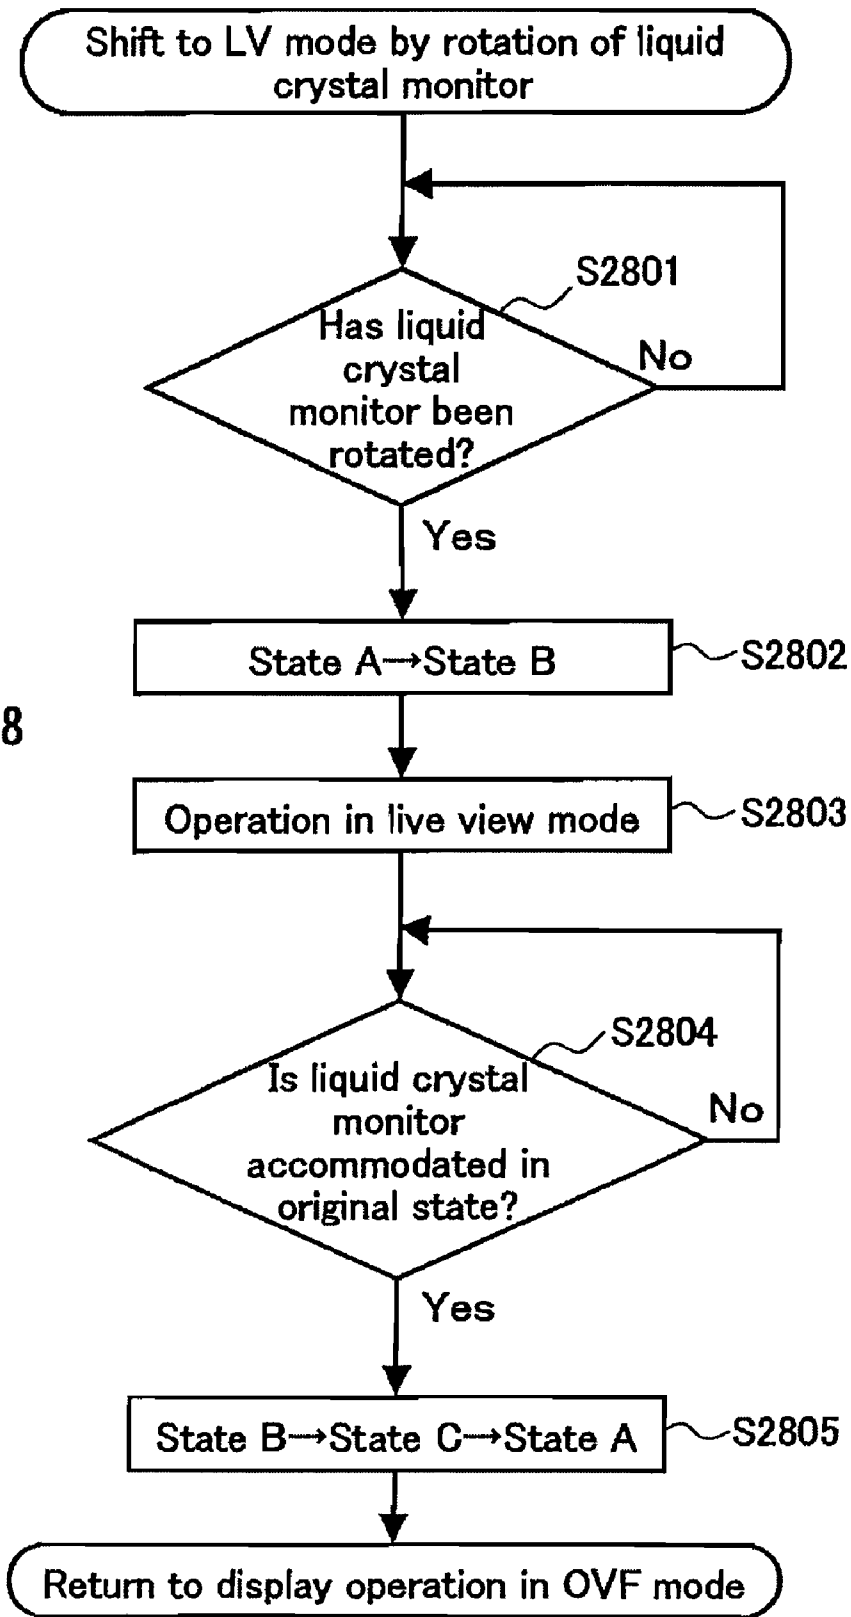 Shift to LV mode by rotation of liquid
crystal monitor
S2801
Has liquid
crystal
monitor been
rotated?
No
Yes
State A→State B
S2802
8
Operation in live view mode
S2803
S2804
Is liquid crystal
monitor
accommodated in
original state?
No
Yes
State B→State C→State A
S2805
Return to display operation in OVF mode